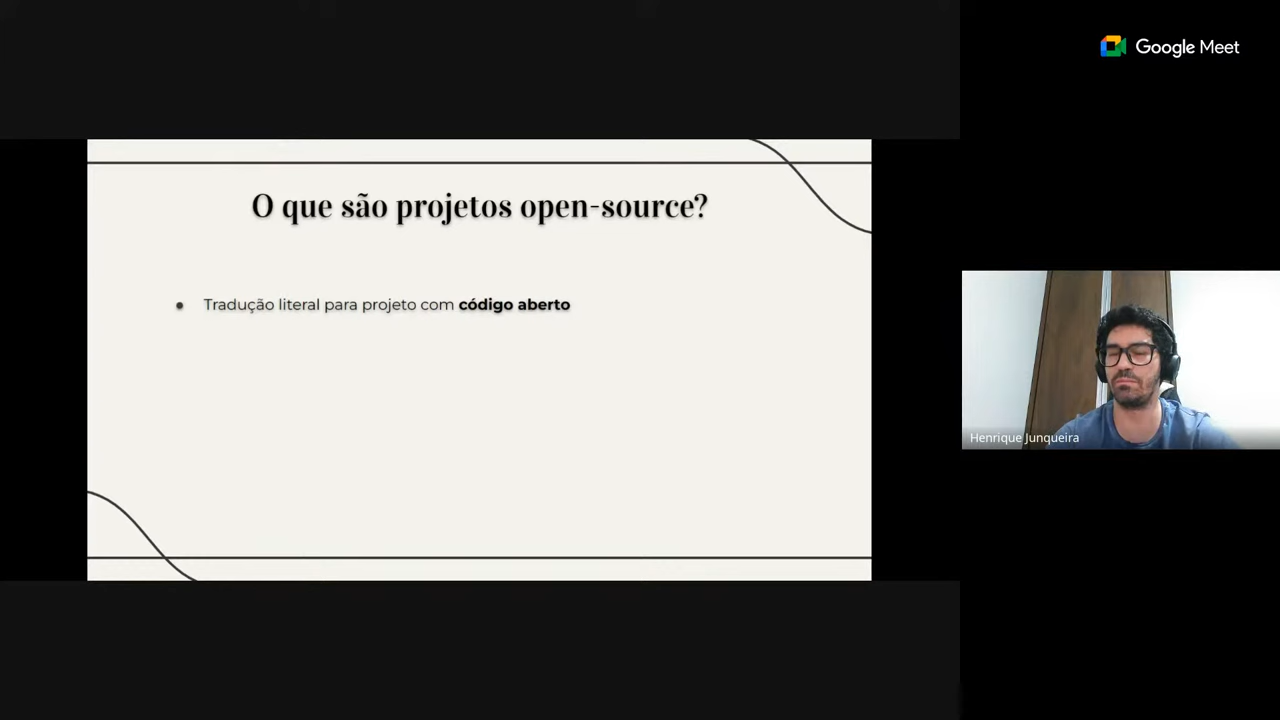 Google Meet
O que são projetos open-source?
Tradução literal para projeto com código aberto
Henrique Junqueira